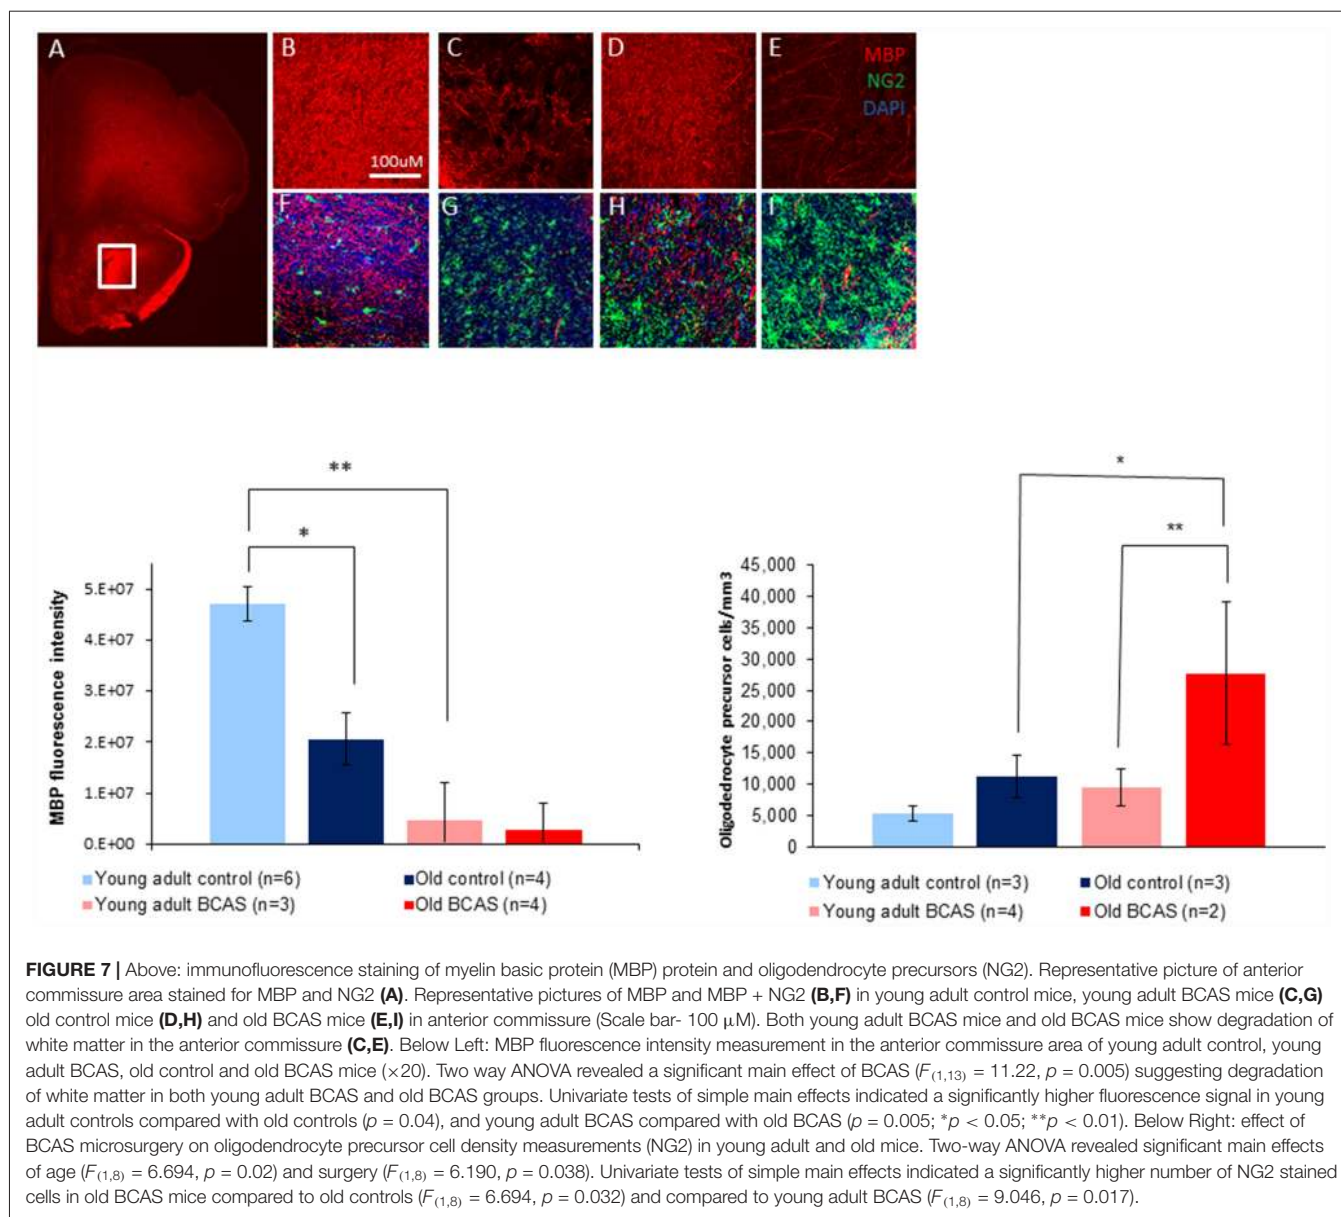 A
B
C
D
E
MBP
NG2
DAPI
100uM
F
G
H
I
**
*
MBP fluorescence intensity
5.E+07
4.E+07
3.E+07
2.E+07
1.E+07
0.E+00
Young adult control (n=6)
Old control (n=4)
Young adult BCAS (n=3)
Old BCAS (n=4)
*
**
Oligodedrocyte precursor cells/mm3
45,000
40,000
35,000
30,000
25,000
20,000
15,000
10,000
5,000
0
Young adult control (n=3)
Old control (n=3)
Young adult BCAS (n=4)
Old BCAS (n=2)
FIGURE 7 | Above: immunofluorescence staining of myelin basic protein (MBP) protein and oligodendrocyte precursors (NG2). Representative picture of anterior
commissure area stained for MBP and NG2 (A). Representative pictures of MBP and MBP + NG2 (B,F) in young adult control mice, young adult BCAS mice (C,G)
old control mice (D,H) and old BCAS mice (E,I) in anterior commissure (Scale bar- 100 μM). Both young adult BCAS mice and old BCAS mice show degradation of
white matter in the anterior commissure (C,E). Below Left: MBP fluorescence intensity measurement in the anterior commissure area of young adult control, young
adult BCAS, old control and old BCAS mice (×20). Two way ANOVA revealed a significant main effect of BCAS (F(1,13) = 11.22, p = 0.005) suggesting degradation
of white matter in both young adult BCAS and old BCAS groups. Univariate tests of simple main effects indicated a significantly higher fluorescence signal in young
adult controls compared with old controls (p = 0.04), and young adult BCAS compared with old BCAS (p = 0.005; *p < 0.05; **p < 0.01). Below Right: effect of
BCAS microsurgery on oligodendrocyte precursor cell density measurements (NG2) in young adult and old mice. Two-way ANOVA revealed significant main effects
of age (F(1,8) = 6.694, p = 0.02) and surgery (F(1,8) = 6.190, p = 0.038). Univariate tests of simple main effects indicated a significantly higher number of NG2 stained
cells in old BCAS mice compared to old controls (F(1,8) = 6.694, p = 0.032) and compared to young adult BCAS (F(1,8) = 9.046, p = 0.017).